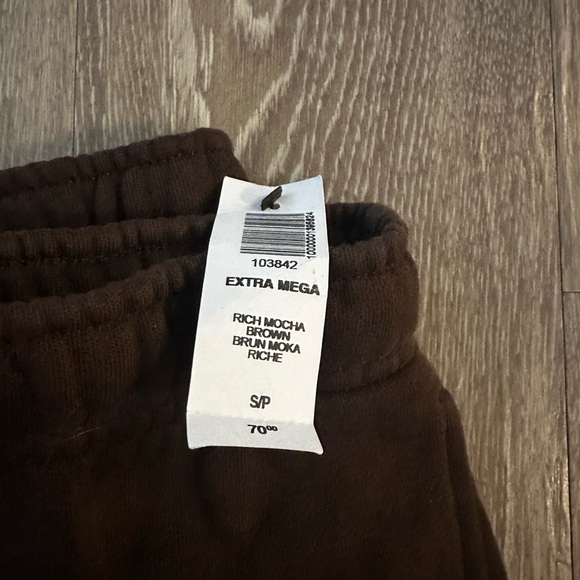 103842
EXTRA MEGA
RICH MOCHA
BROWN
BRUN MOKA
RICHE
S/P
70⁰⁰